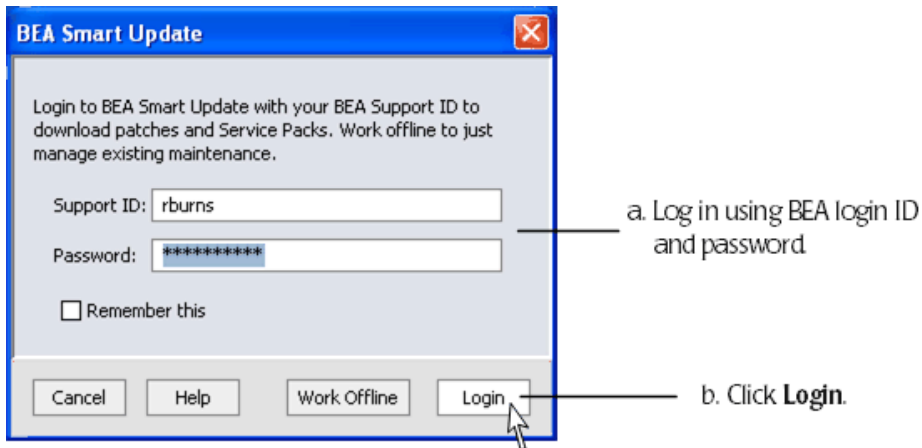 BEA Smart Update
Login to BEA Smart Update with your BEA Support ID to
download patches and Service Packs. Work offline to just
manage existing maintenance.
Support ID: rburns
Password: **********
Remember this
Cancel Help Work Offline Login
a. Log in using BEA login ID
and password
b. Click Login.